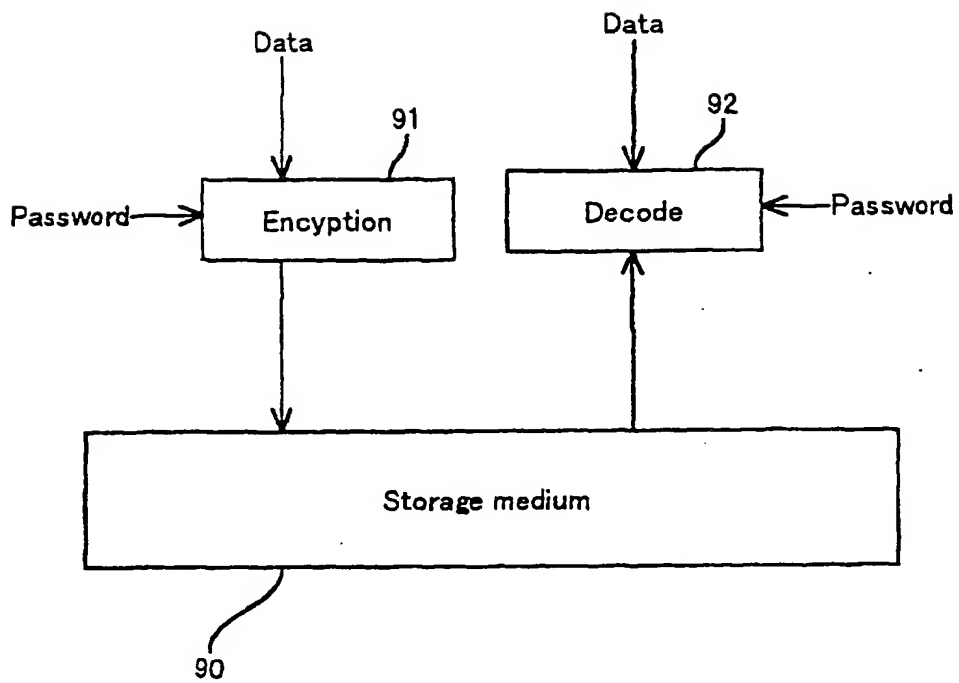 Data
Data
91
92
Password
Encyption
Decode
Password
Storage medium
90